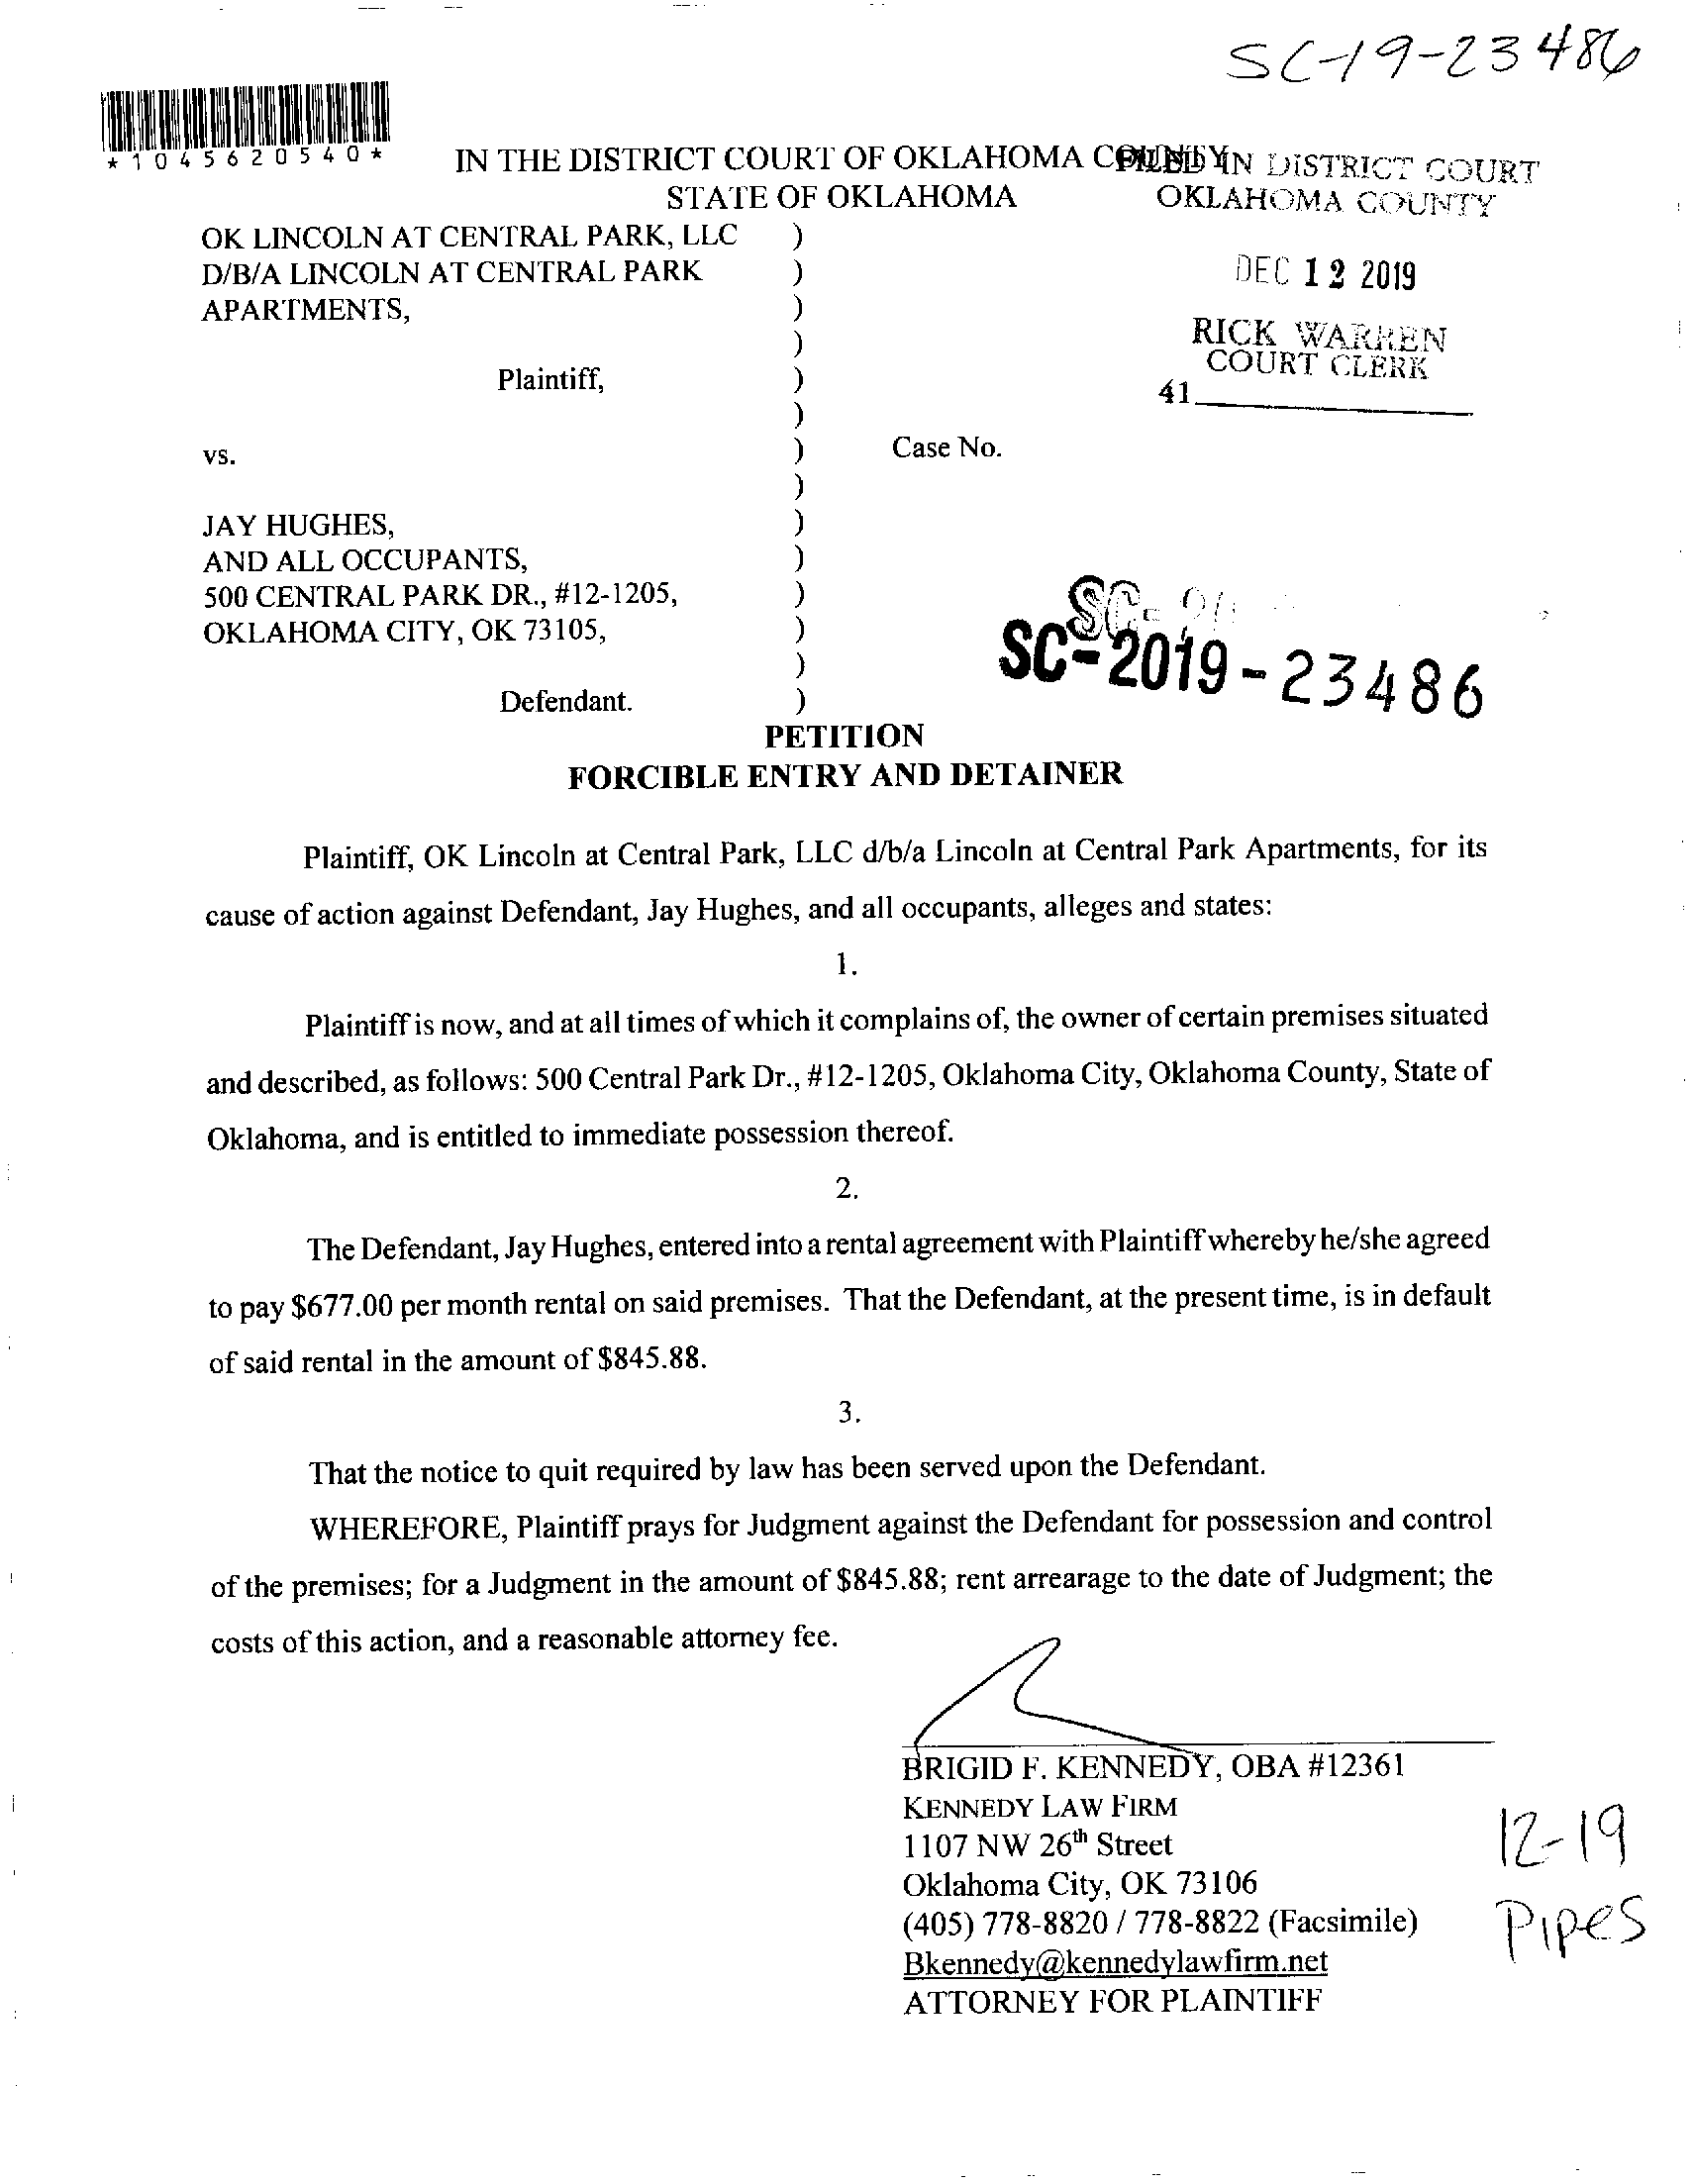 SC-19-23486
*1045620540*
IN THE DISTRICT COURT OF OKLAHOMA COUNTY
STATE OF OKLAHOMA
FILED IN DISTRICT COURT
OKLAHOMA COUNTY
DEC 12 2019
RICK WARREN
COURT CLERK
41
OK LINCOLN AT CENTRAL PARK, LLC )
D/B/A LINCOLN AT CENTRAL PARK )
APARTMENTS, )
)
Plaintiff, )
)
vs. ) Case No.
)
JAY HUGHES, )
AND ALL OCCUPANTS, )
500 CENTRAL PARK DR., #12-1205, )
OKLAHOMA CITY, OK 73105, )
)
Defendant. )
SC-
SC-2019-23486
PETITION
FORCIBLE ENTRY AND DETAINER
Plaintiff, OK Lincoln at Central Park, LLC d/b/a Lincoln at Central Park Apartments, for its
cause of action against Defendant, Jay Hughes, and all occupants, alleges and states:
1.
Plaintiff is now, and at all times of which it complains of, the owner of certain premises situated
and described, as follows: 500 Central Park Dr., #12-1205, Oklahoma City, Oklahoma County, State of
Oklahoma, and is entitled to immediate possession thereof.
2.
The Defendant, Jay Hughes, entered into a rental agreement with Plaintiff whereby he/she agreed
to pay $677.00 per month rental on said premises. That the Defendant, at the present time, is in default
of said rental in the amount of $845.88.
3.
That the notice to quit required by law has been served upon the Defendant.
WHEREFORE, Plaintiff prays for Judgment against the Defendant for possession and control
of the premises; for a Judgment in the amount of $845.88; rent arrearage to the date of Judgment; the
costs of this action, and a reasonable attorney fee.
BRIGID F. KENNEDY, OBA #12361
KENNEDY LAW FIRM
1107 NW 26th Street
Oklahoma City, OK 73106
(405) 778-8820 / 778-8822 (Facsimile)
Bkennedy@kennedylawfirm.net
ATTORNEY FOR PLAINTIFF
12-19
Pipes